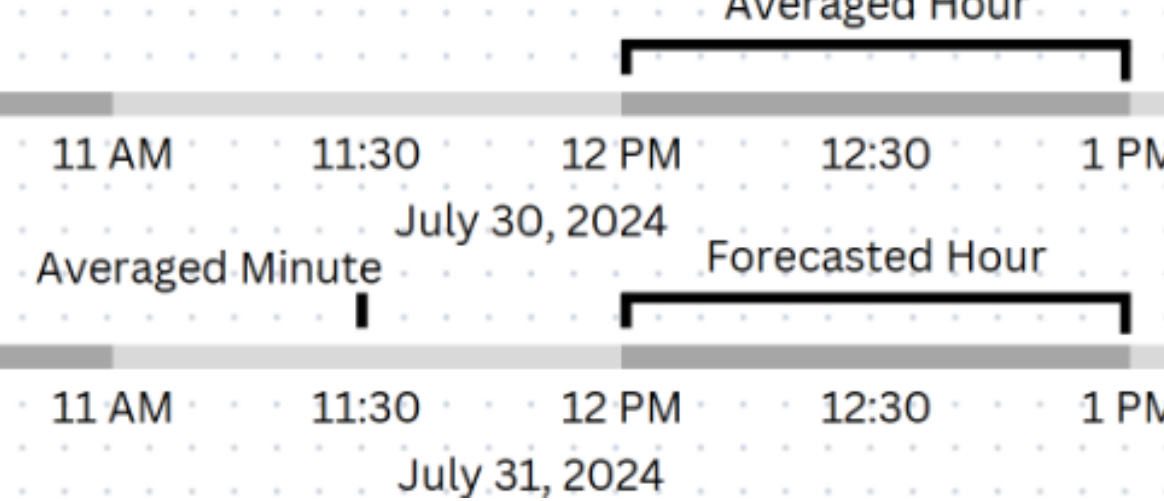 Averaged Hour
11 AM 11:30 12 PM 12:30 1 PM
July 30, 2024
Averaged Minute Forecasted Hour
11 AM 11:30 12 PM 12:30 1 PM
July 31, 2024